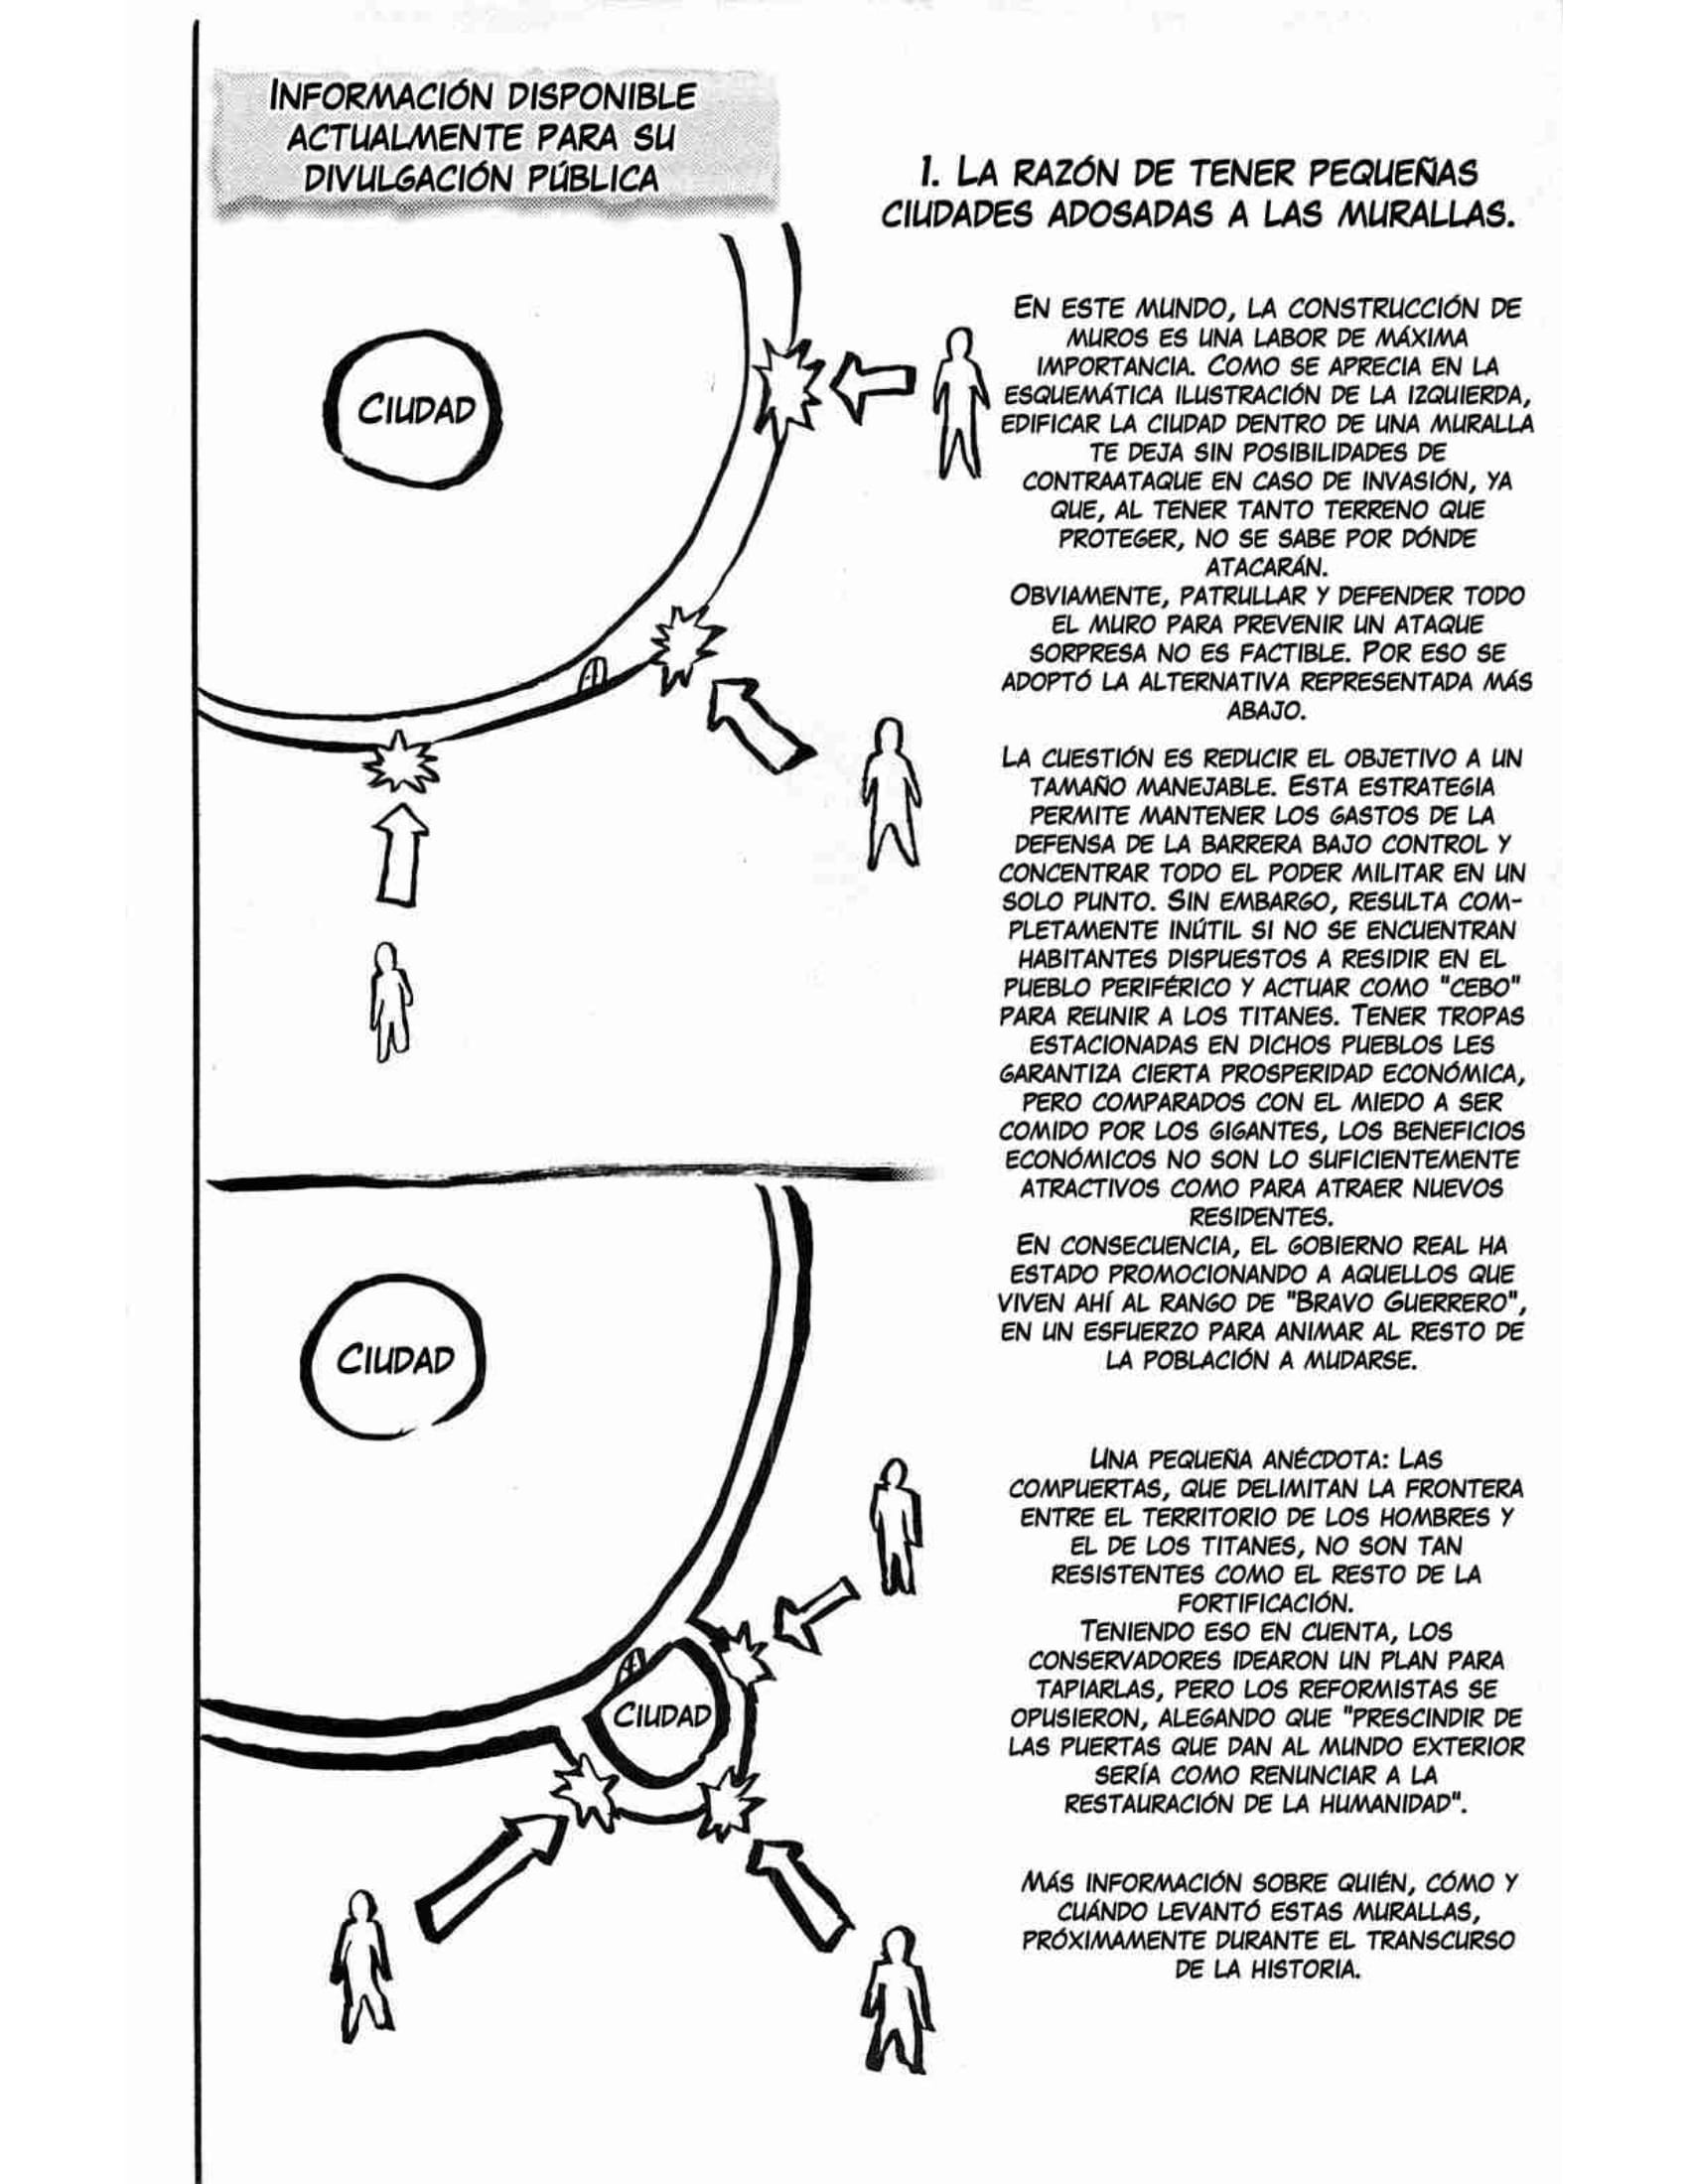 INFORMACIÓN DISPONIBLE
ACTUALMENTE PARA SU
DIVULGACIÓN PÚBLICA
1. LA RAZÓN DE TENER PEQUEÑAS
CIUDADES ADOSADAS A LAS MURALLAS.
CIUDAD
EN ESTE MUNDO, LA CONSTRUCCIÓN DE
MUROS ES UNA LABOR DE MÁXIMA
IMPORTANCIA. COMO SE APRECIA EN LA
ESQUEMÁTICA ILUSTRACIÓN DE LA IZQUIERDA,
EDIFICAR LA CIUDAD DENTRO DE UNA MURALLA
TE DEJA SIN POSIBILIDADES DE
CONTRAATAQUE EN CASO DE INVASIÓN, YA
QUE, AL TENER TANTO TERRENO QUE
PROTEGER, NO SE SABE POR DÓNDE
ATACARÁN.
OBVIAMENTE, PATRULLAR Y DEFENDER TODO
EL MURO PARA PREVENIR UN ATAQUE
SORPRESA NO ES FACTIBLE. POR ESO SE
ADOPTÓ LA ALTERNATIVA REPRESENTADA MÁS
ABAJO.
LA CUESTIÓN ES REDUCIR EL OBJETIVO A UN
TAMAÑO MANEJABLE. ESTA ESTRATEGIA
PERMITE MANTENER LOS GASTOS DE LA
DEFENSA DE LA BARRERA BAJO CONTROL Y
CONCENTRAR TODO EL PODER MILITAR EN UN
SOLO PUNTO. SIN EMBARGO, RESULTA COM-
PLETAMENTE INÚTIL SI NO SE ENCUENTRAN
HABITANTES DISPUESTOS A RESIDIR EN EL
PUEBLO PERIFÉRICO Y ACTUAR COMO "CEBO"
PARA REUNIR A LOS TITANES. TENER TROPAS
ESTACIONADAS EN DICHOS PUEBLOS LES
GARANTIZA CIERTA PROSPERIDAD ECONÓMICA,
PERO COMPARADOS CON EL MIEDO A SER
COMIDO POR LOS GIGANTES, LOS BENEFICIOS
ECONÓMICOS NO SON LO SUFICIENTEMENTE
ATRACTIVOS COMO PARA ATRAER NUEVOS
RESIDENTES.
EN CONSECUENCIA, EL GOBIERNO REAL HA
ESTADO PROMOCIONANDO A AQUELLOS QUE
VIVEN AHÍ AL RANGO DE "BRAVO GUERRERO",
EN UN ESFUERZO PARA ANIMAR AL RESTO DE
LA POBLACIÓN A MUDARSE.
CIUDAD
CIUDAD
UNA PEQUEÑA ANÉCDOTA: LAS
COMPUERTAS, QUE DELIMITAN LA FRONTERA
ENTRE EL TERRITORIO DE LOS HOMBRES Y
EL DE LOS TITANES, NO SON TAN
RESISTENTES COMO EL RESTO DE LA
FORTIFICACIÓN.
TENIENDO ESO EN CUENTA, LOS
CONSERVADORES IDEARON UN PLAN PARA
TAPIARLAS, PERO LOS REFORMISTAS SE
OPUSIERON, ALEGANDO QUE "PRESCINDIR DE
LAS PUERTAS QUE DAN AL MUNDO EXTERIOR
SERÍA COMO RENUNCIAR A LA
RESTAURACIÓN DE LA HUMANIDAD".
MÁS INFORMACIÓN SOBRE QUIÉN, CÓMO Y
CUÁNDO LEVANTÓ ESTAS MURALLAS,
PRÓXIMAMENTE DURANTE EL TRANSCURSO
DE LA HISTORIA.